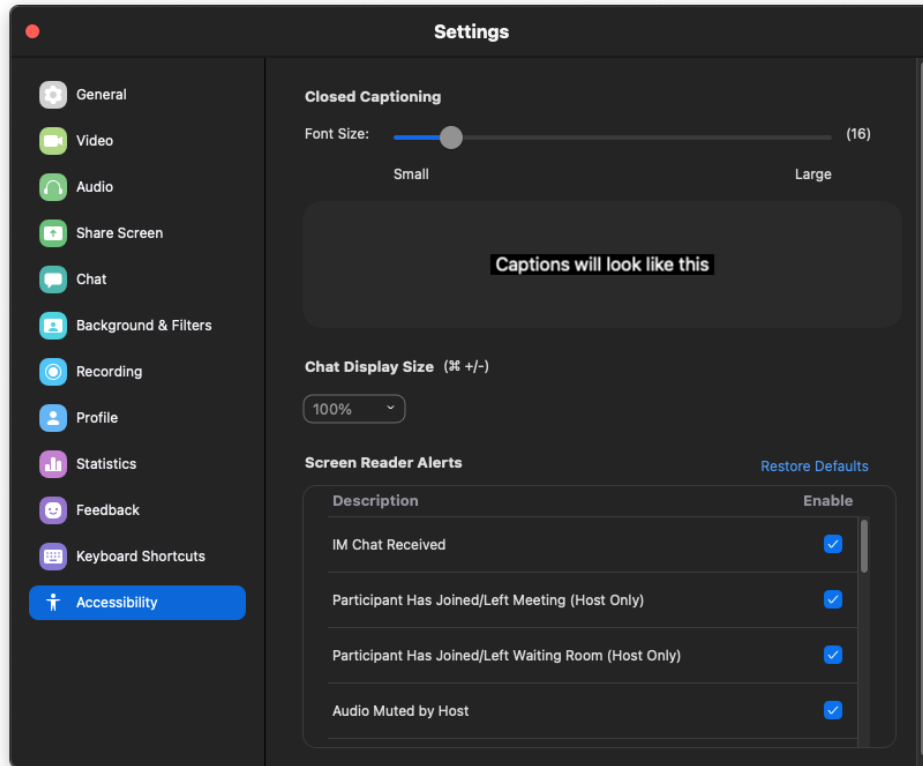 Settings
General
Video
Audio
Share Screen
Chat
Background & Filters
Recording
Profile
Statistics
Feedback
Keyboard Shortcuts
Accessibility
Closed Captioning
Font Size: (16)
Small Large
Captions will look like this
Chat Display Size (⌘ +/-)
100%
Screen Reader Alerts Restore Defaults
Description Enable
IM Chat Received
Participant Has Joined/Left Meeting (Host Only)
Participant Has Joined/Left Waiting Room (Host Only)
Audio Muted by Host